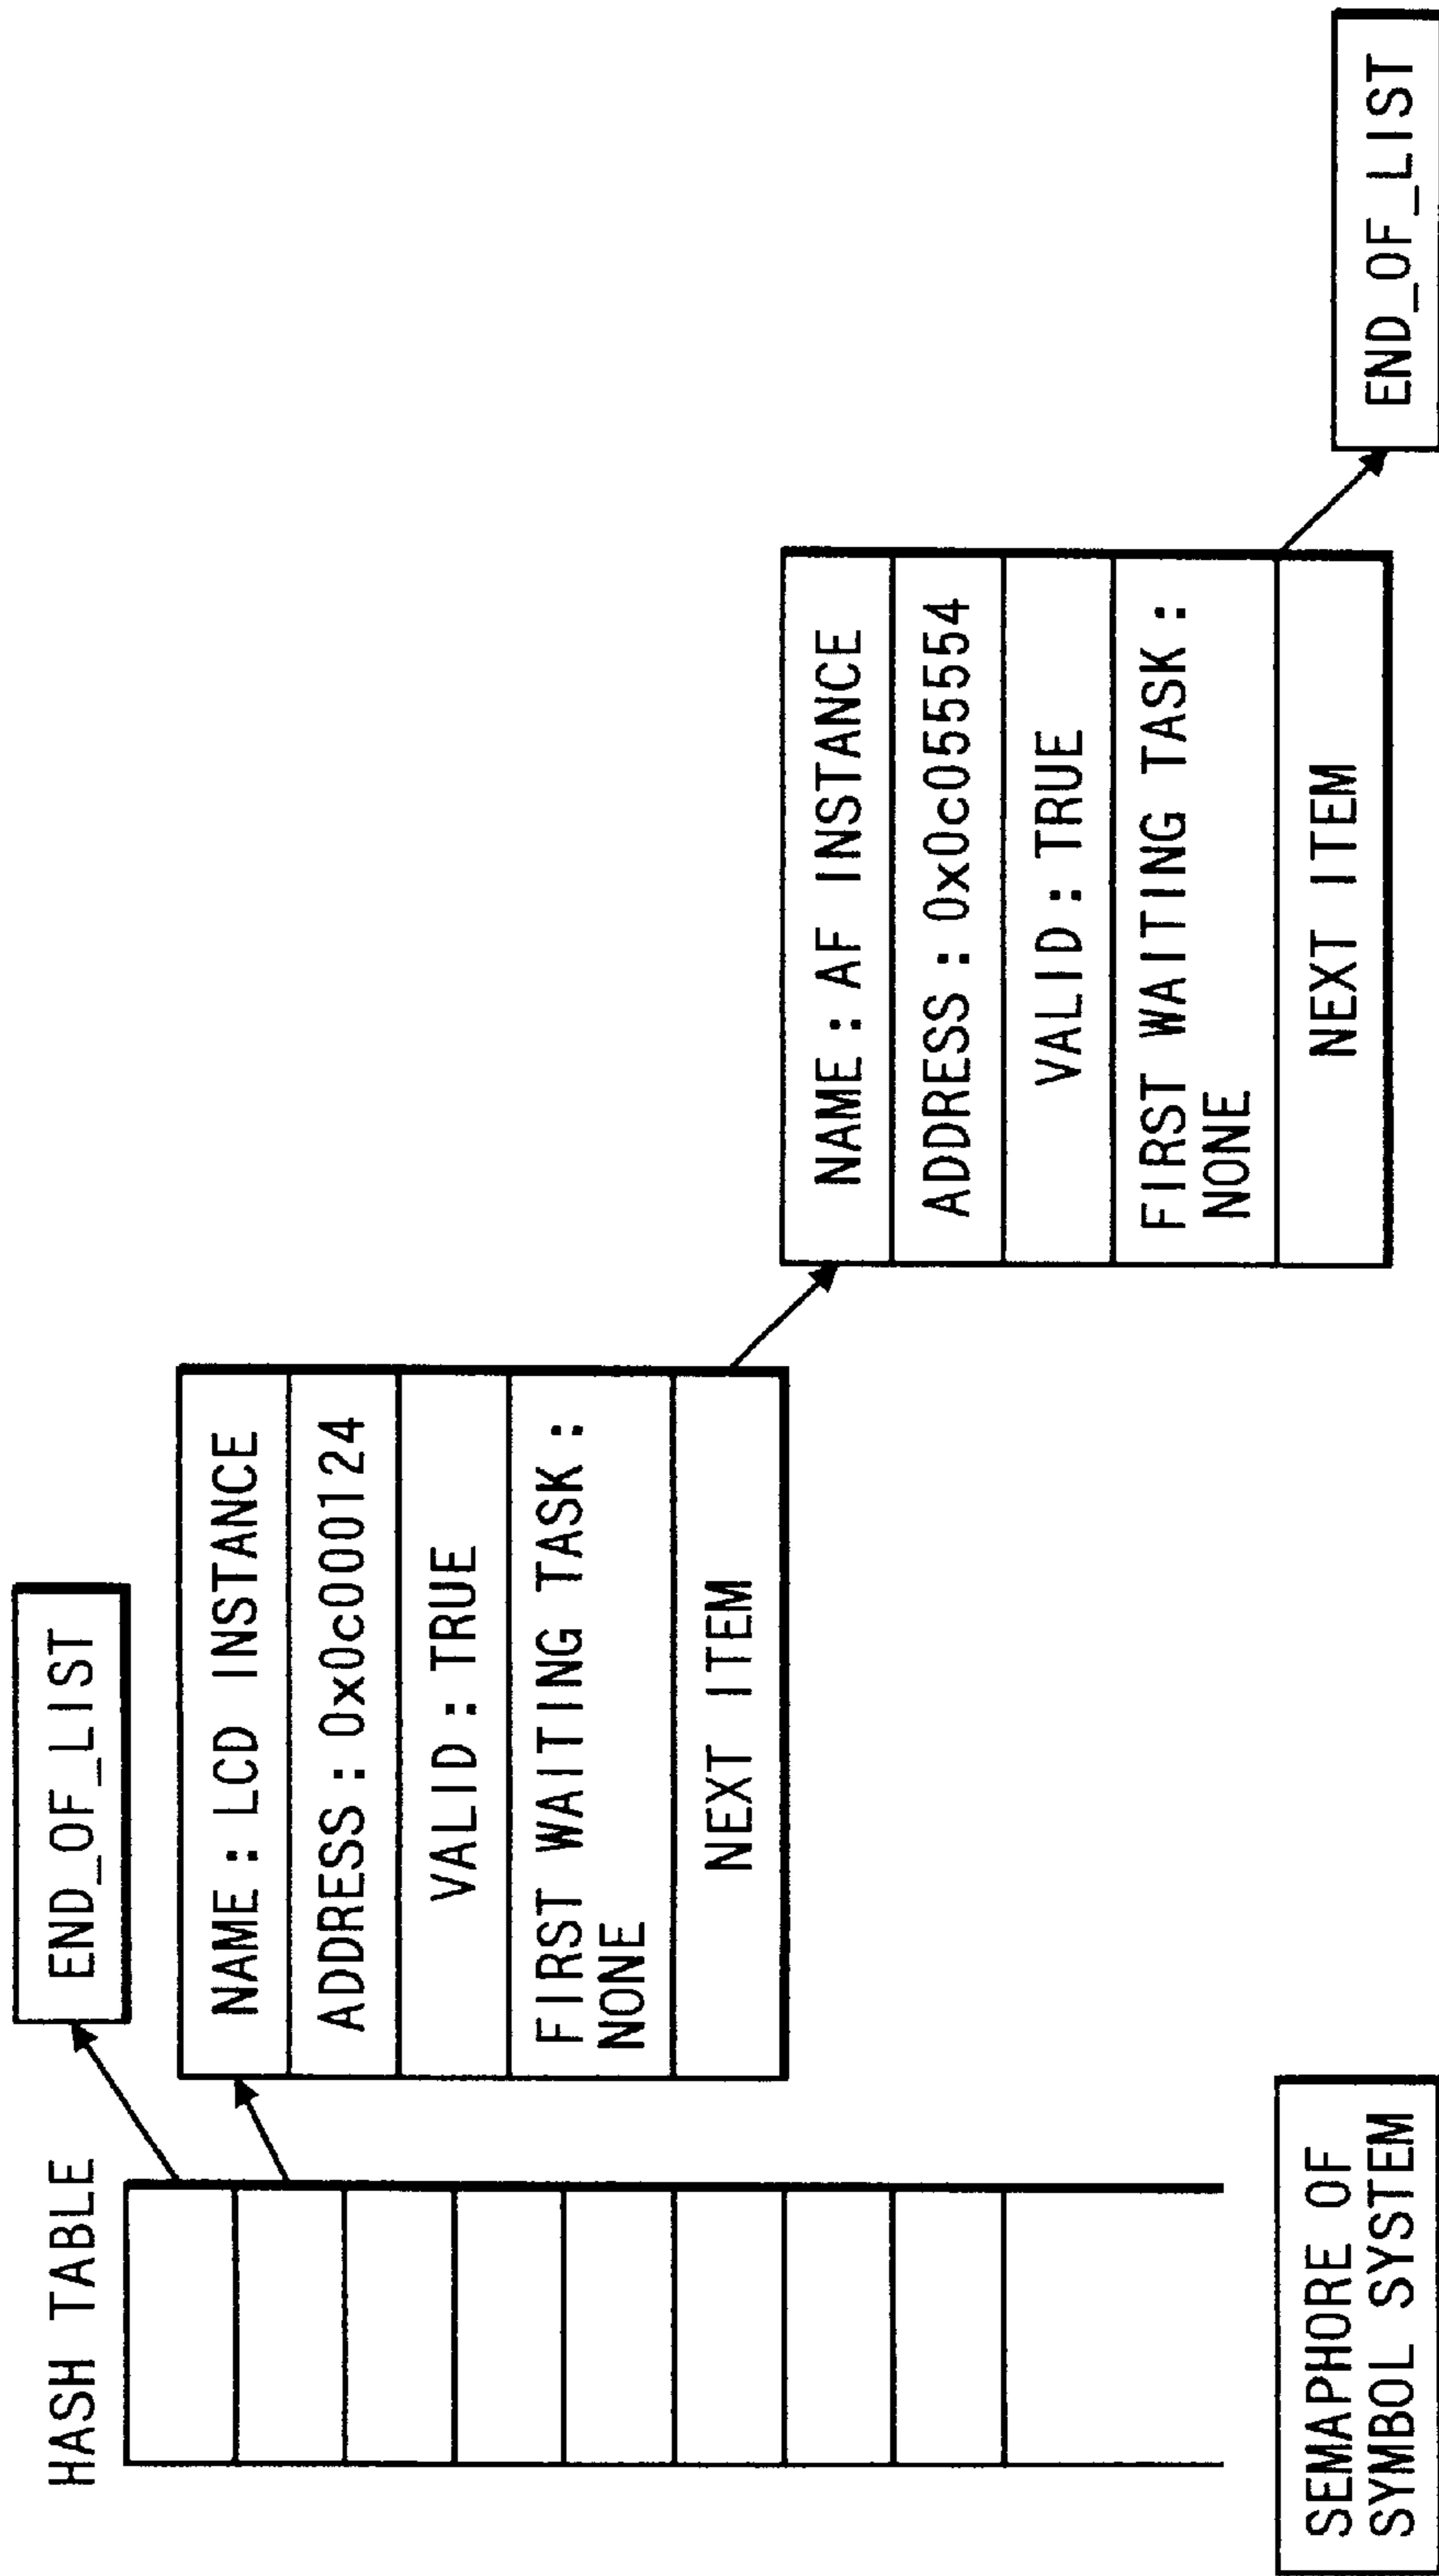 HASH TABLE
END_OF_LIST
NAME : LCD INSTANCE
ADDRESS : 0x0c000124
VALID : TRUE
FIRST WAITING TASK :
NONE
NEXT ITEM
NAME : AF INSTANCE
ADDRESS : 0x0c055554
VALID : TRUE
FIRST WAITING TASK :
NONE
NEXT ITEM
END_OF_LIST
SEMAPHORE OF
SYMBOL SYSTEM